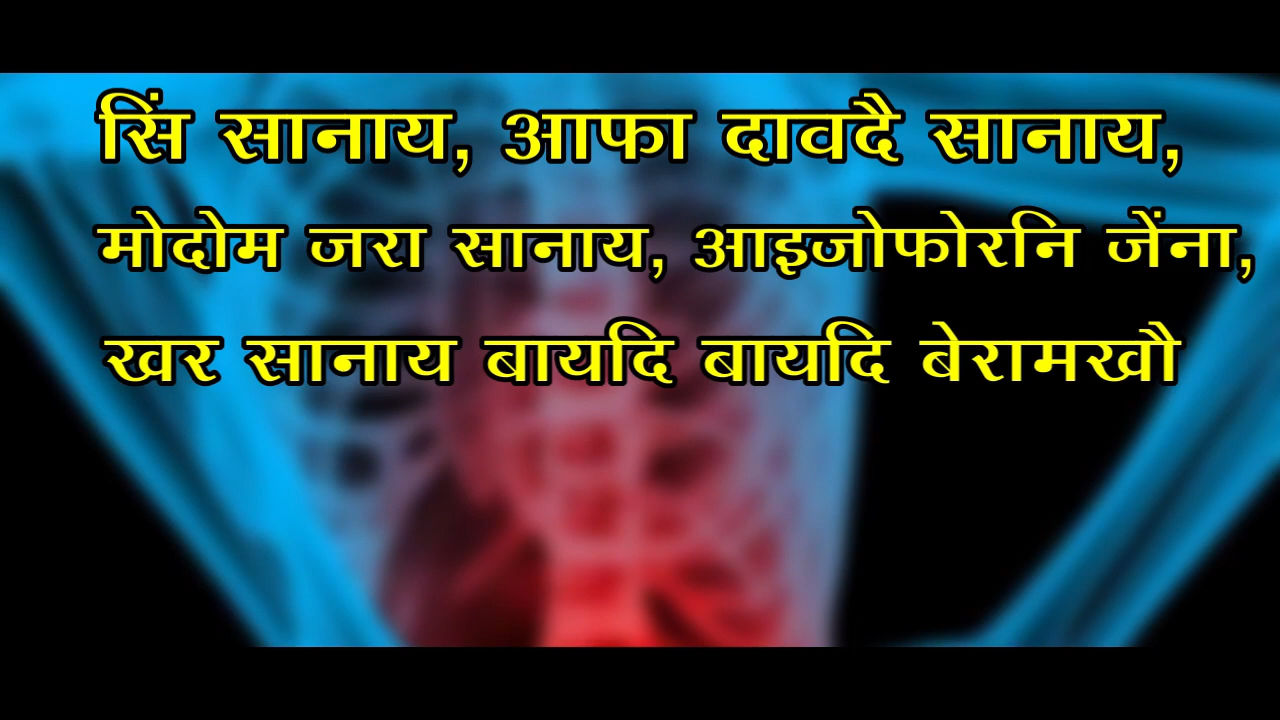 सिं सानाय, आफा दावदै सानाय,
मोदोम जरा सानाय, आइजोफोरनि जेंना,
खर सानाय बायदि बायदि बेरामखौ